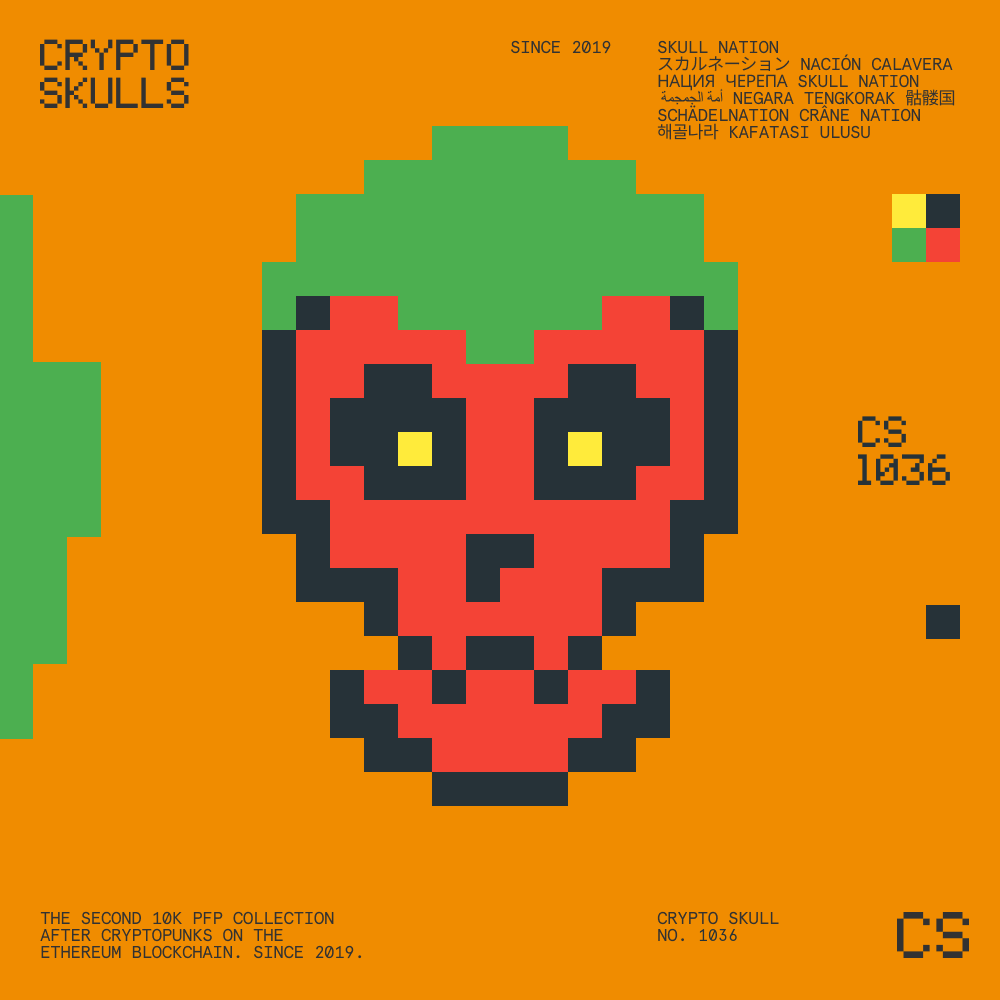 CRYPTO
SKULLS
SINCE 2019
SKULL NATION
スカルネーション NACIÓN CALAVERA
НАЦИЯ ЧЕРЕПА SKULL NATION
أمة الجمجمة NEGARA TENGKORAK 骷髅国
SCHÄDELNATION CRÂNE NATION
해골나라 KAFATASI ULUSU
CS
1036
THE SECOND 10K PFP COLLECTION
AFTER CRYPTOPUNKS ON THE
ETHEREUM BLOCKCHAIN. SINCE 2019.
CRYPTO SKULL
NO. 1036
CS